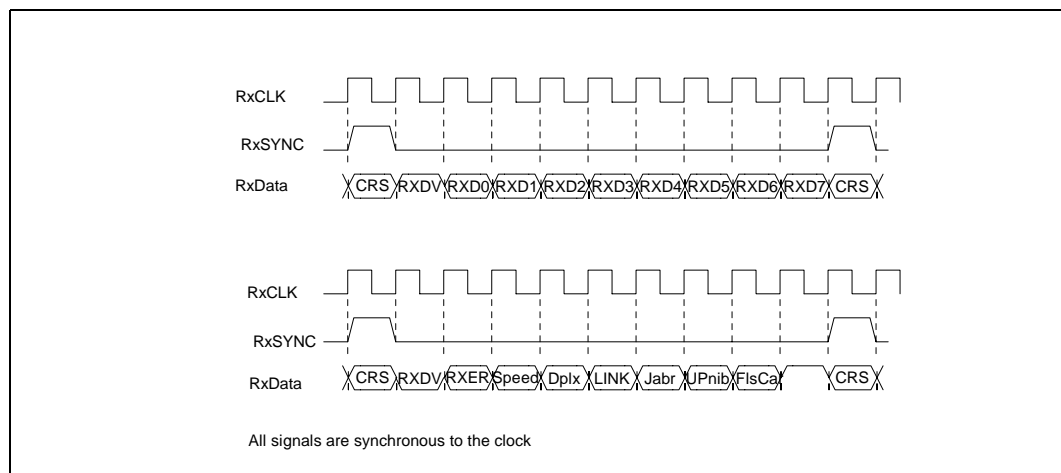 RxCLK
RxSYNC
RxData CRS RXDV RXD0 RXD1 RXD2 RXD3 RXD4 RXD5 RXD6 RXD7 CRS
RxCLK
RxSYNC
RxData CRS RXDV RXER Speed Dplx LINK Jabr UPnib FlsCa CRS
All signals are synchronous to the clock